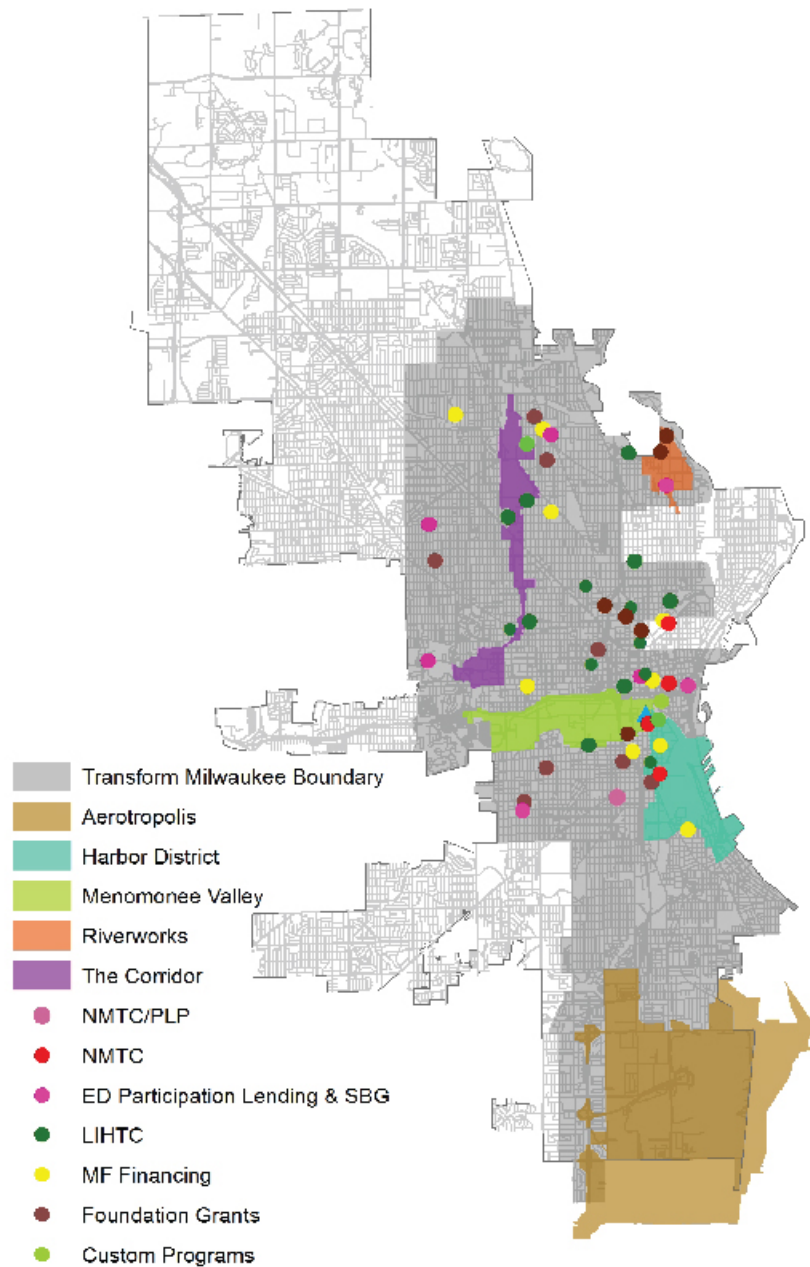 Transform Milwaukee Boundary
Aerotropolis
Harbor District
Menomonee Valley
Riverworks
The Corridor
NMTC/PLP
NMTC
ED Participation Lending & SBG
LIHTC
MF Financing
Foundation Grants
Custom Programs